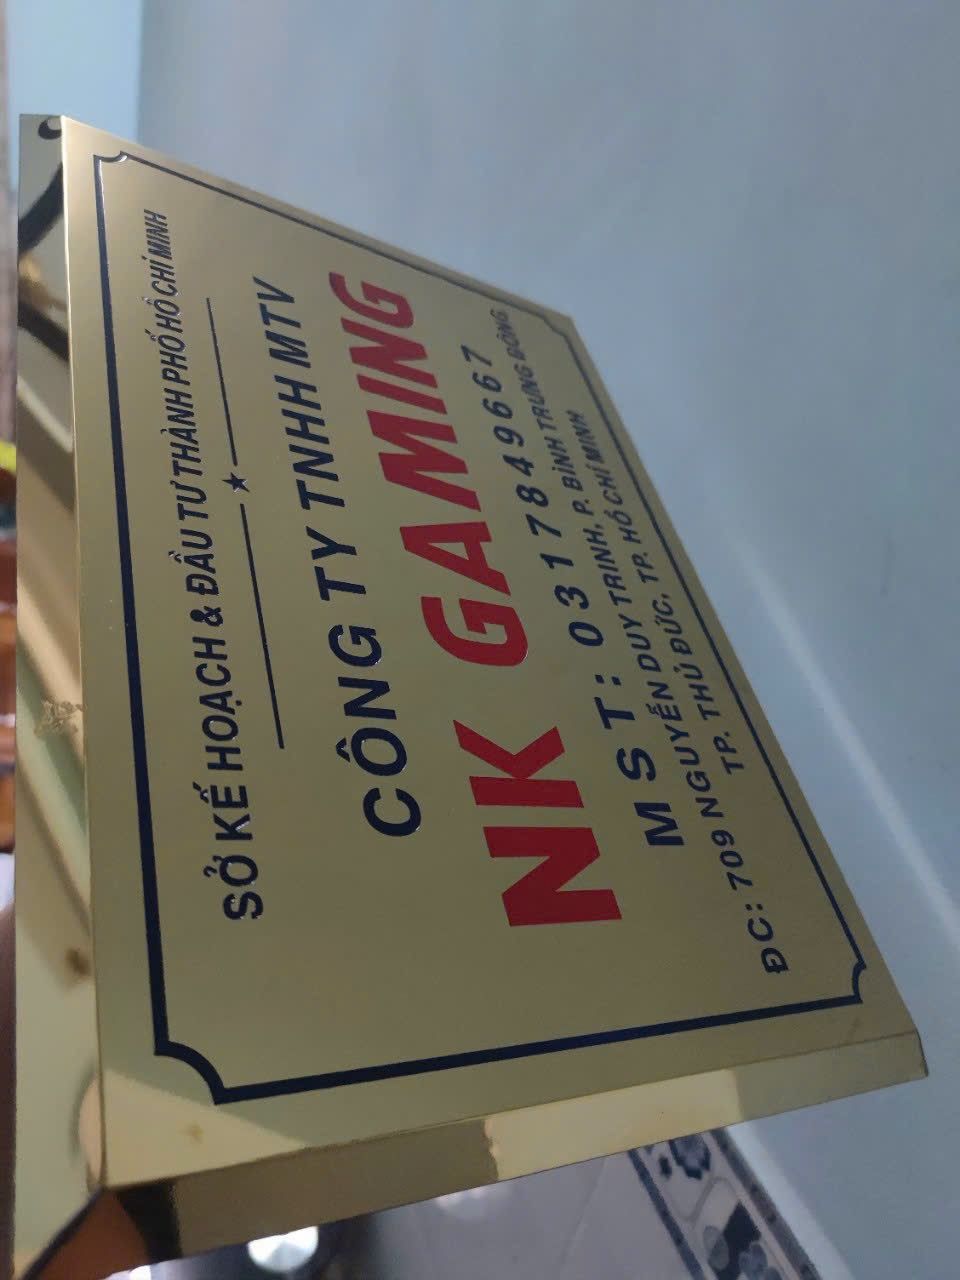 SỞ KẾ HOẠCH & ĐẦU TƯ THÀNH PHỐ HỒ CHÍ MINH
CÔNG TY TNHH MTV
NK GAMING
MST: 0317849667
ĐC: 709 NGUYỄN DUY TRINH, P. BÌNH TRƯNG ĐÔNG
TP. THỦ ĐỨC, TP. HỒ CHÍ MINH